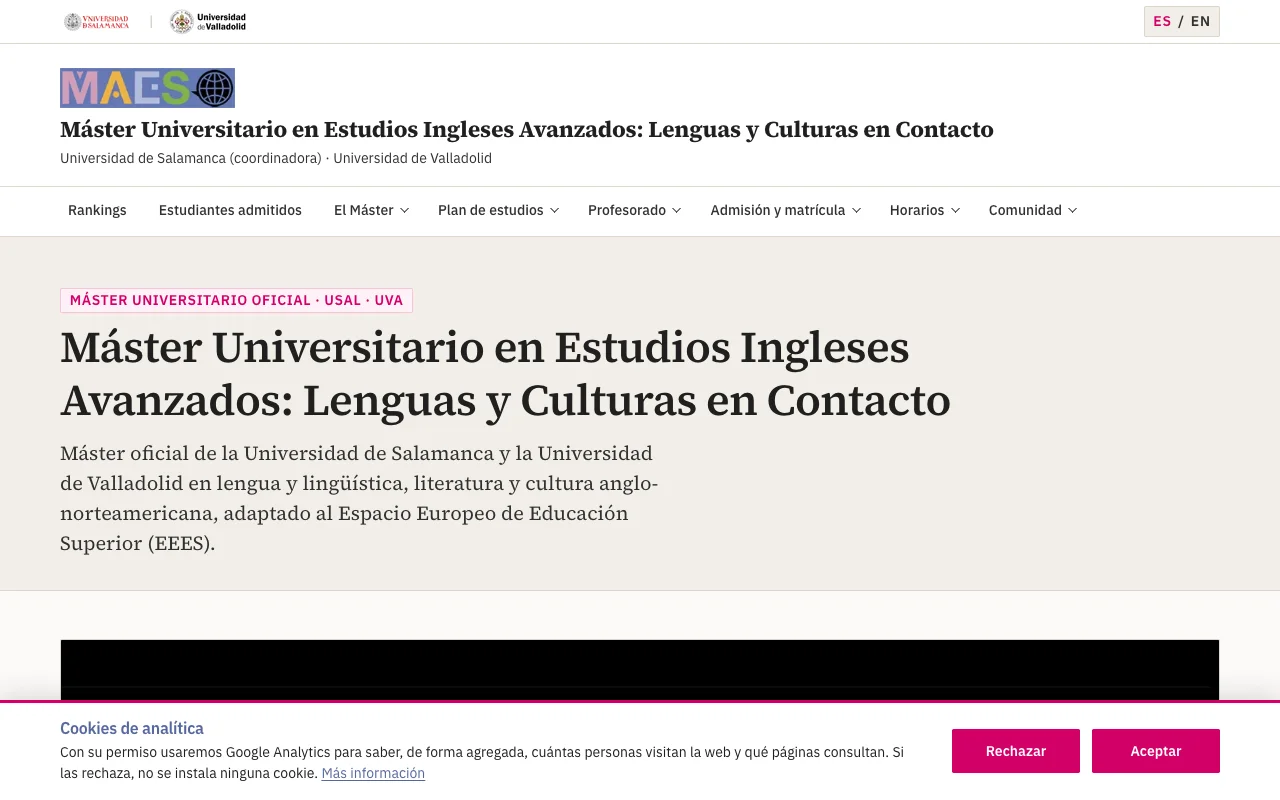 VNiVERSiDAD
D SALAMANCA
Universidad
de Valladolid
ES / EN
MAES
Máster Universitario en Estudios Ingleses Avanzados: Lenguas y Culturas en Contacto
Universidad de Salamanca (coordinadora) · Universidad de Valladolid
Rankings
Estudiantes admitidos
El Máster
Plan de estudios
Profesorado
Admisión y matrícula
Horarios
Comunidad
MÁSTER UNIVERSITARIO OFICIAL · USAL · UVA
Máster Universitario en Estudios Ingleses
Avanzados: Lenguas y Culturas en Contacto
Máster oficial de la Universidad de Salamanca y la Universidad
de Valladolid en lengua y lingüística, literatura y cultura anglo-
norteamericana, adaptado al Espacio Europeo de Educación
Superior (EEES).
Cookies de analítica
Con su permiso usaremos Google Analytics para saber, de forma agregada, cuántas personas visitan la web y qué páginas consultan. Si
las rechaza, no se instala ninguna cookie. Más información
Rechazar
Aceptar